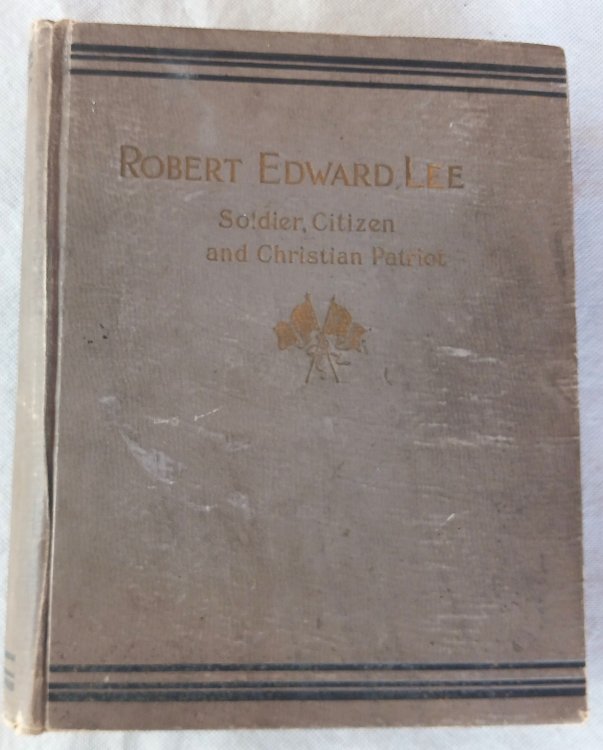 ROBERT EDWARD LEE
Soldier, Citizen
and Christian Patriot